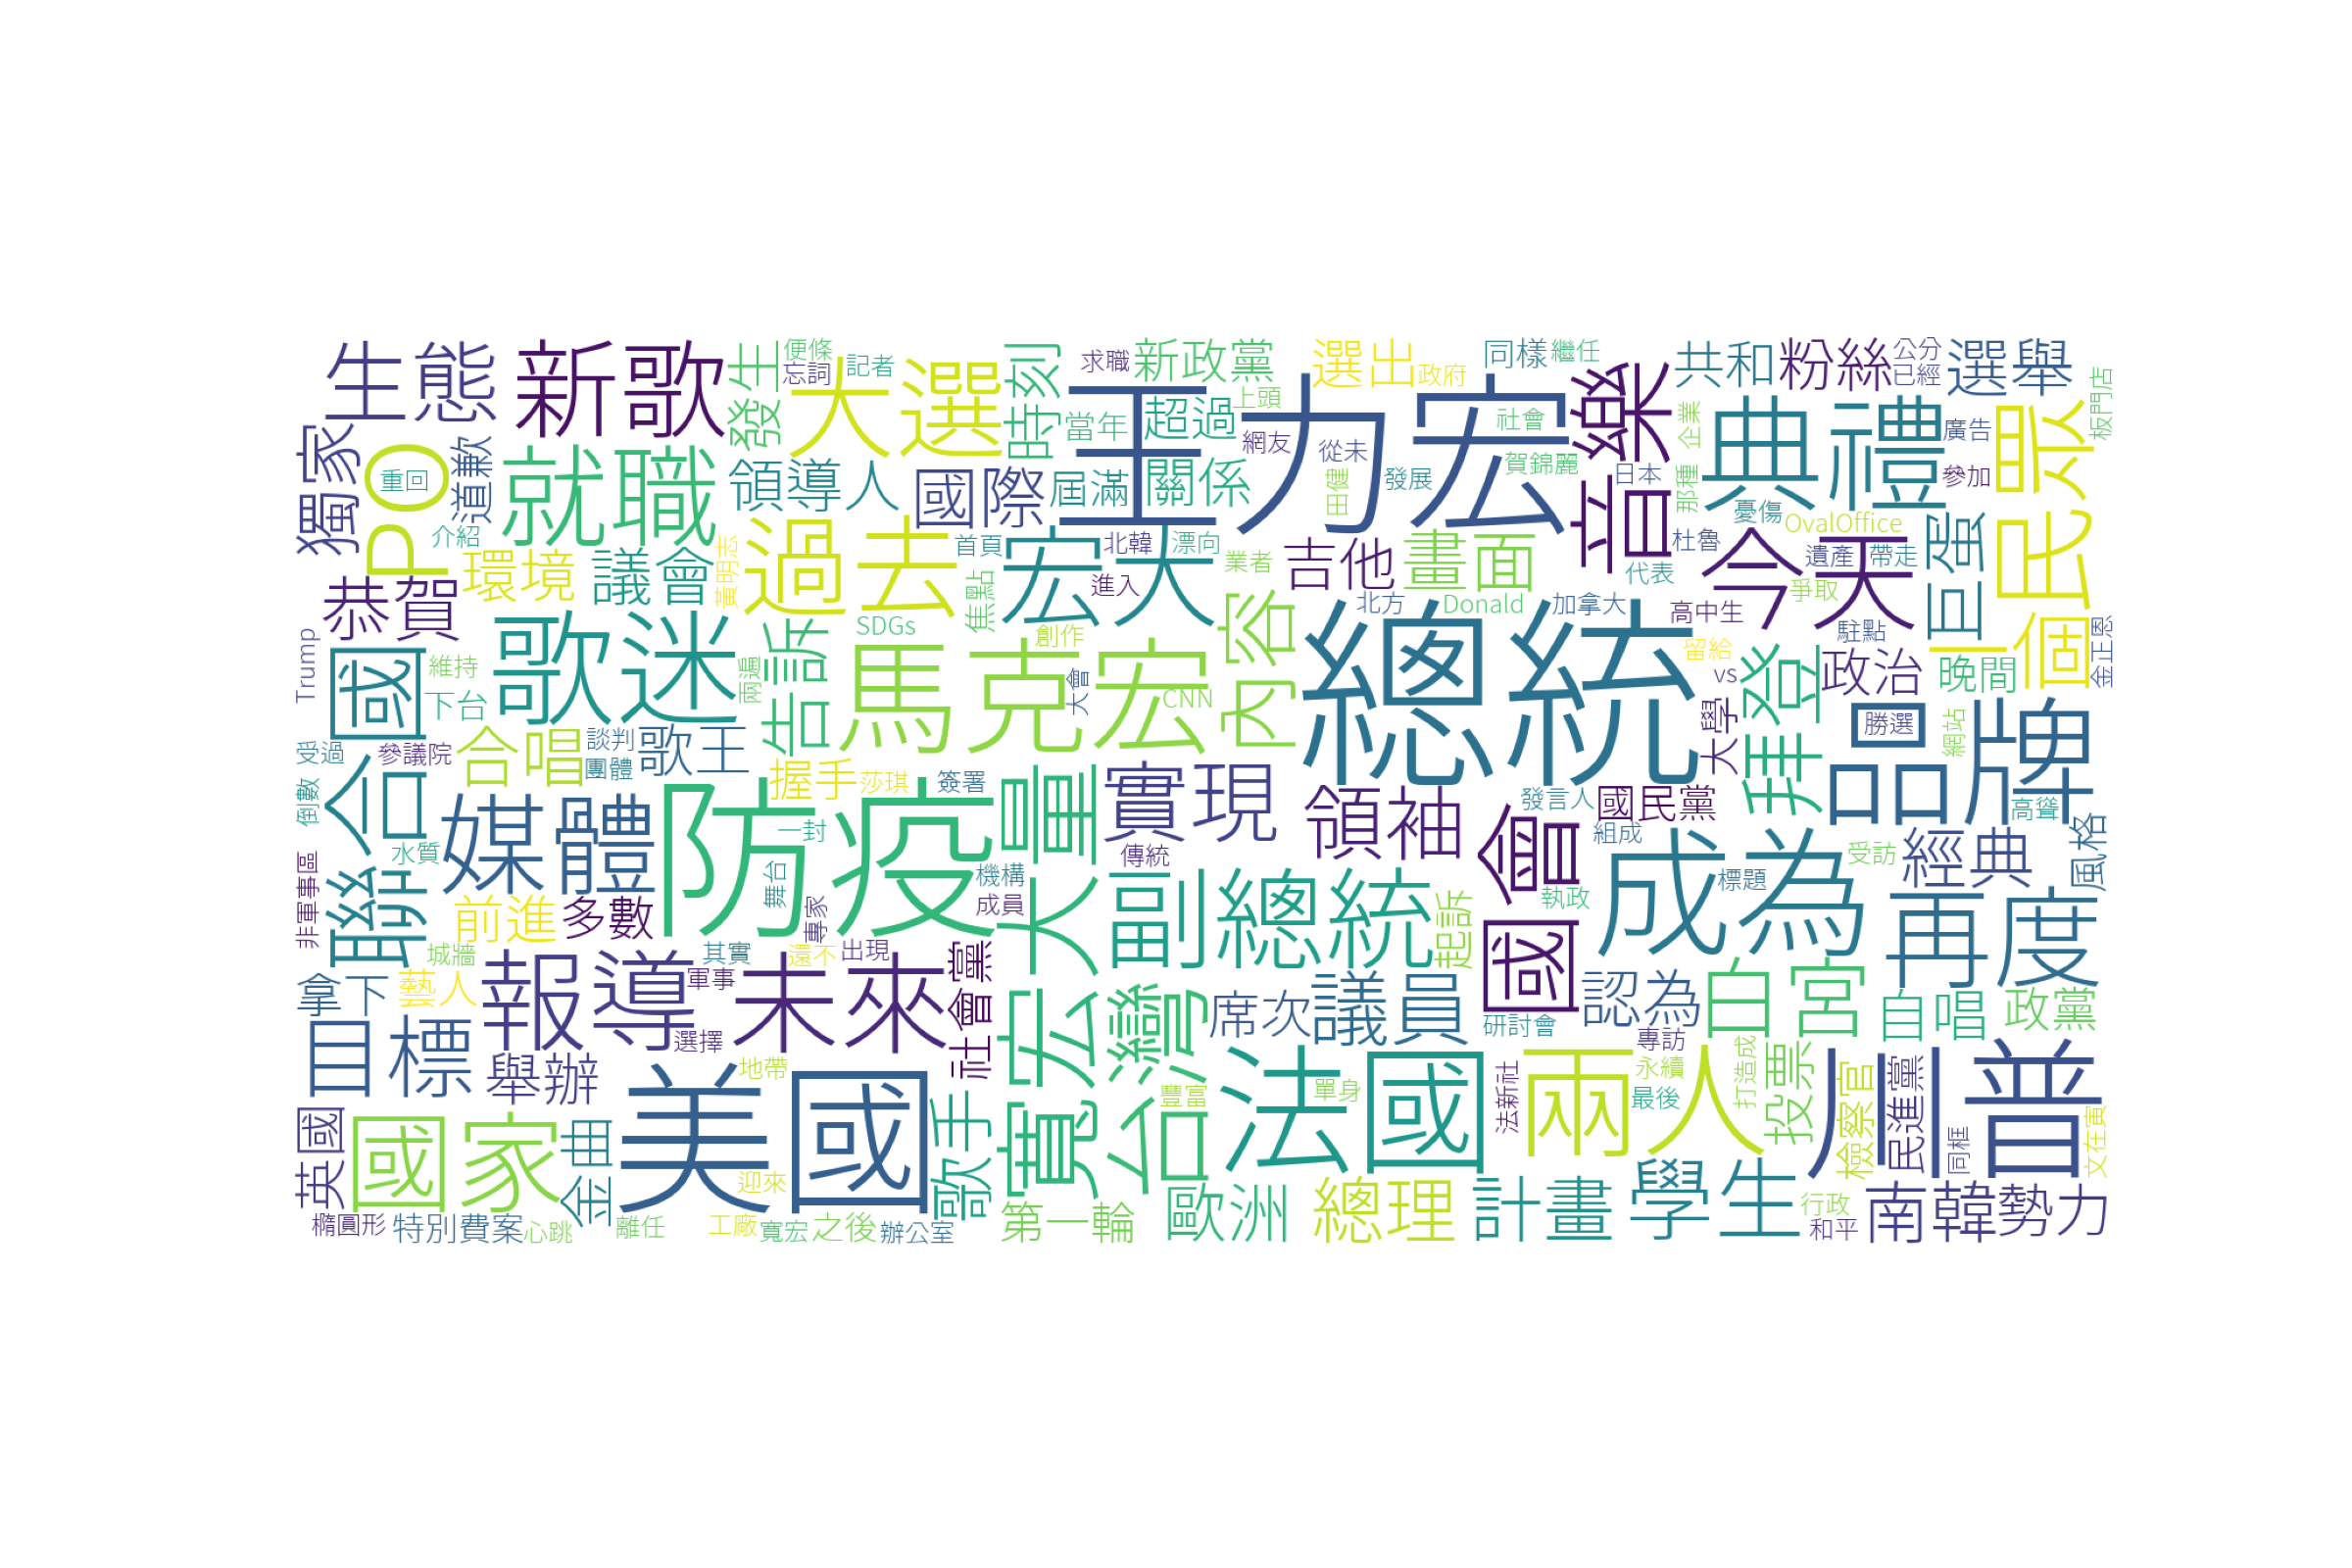 生態
新歌
發生
便條
忘詞
記者
大選
時刻
求職
新政黨
選出
政府
同樣
繼任
共和
粉絲
公分
已經
選舉
板門店
獨家
PO
重回
道歉
就職
領導人
國際
當年
屆滿
超過
關係
上頭
王力宏
網友
從未
社會
賀錦麗
田健
發展
音樂
企業
那種
日本
典禮
廣告
參加
民眾
介紹
環境
議會
黃明志
過去
首頁
焦點
宏天
北韓
進入
漂向
業者
吉他
畫面
杜魯
代表
憂傷
OvalOffice
今天
遺產
帶走
爭取
巨蛋
恭賀
Trump
國
維持
下台
歌迷
兩遍
告訴
SDGs
創作
馬克宏
大會
CNN
內容
北方
Donald
加拿大
總統
高中生
留給
vs
大學
拜登
駐點
政治
晚間
一個
金正恩
受過
參議院
倒數
聯合
合唱
談判
團體
歌王
握手
莎琪
簽署
大量
實現
領袖
發言人
國民黨
組成
國會
品牌
勝選
網站
高聳
風格
水質
媒體
防疫
一封
舞台
專家
機構
成員
傳統
副總統
起訴
執政
成為
標題
受訪
經典
再度
非軍事區
前進
多數
城牆
拿下
藝人
報導
其實
軍事
還不
出現
未來
選擇
社會黨
寬宏
台灣
席次
議員
研討會
認為
專訪
白宮
自唱
政黨
目標
舉辦
地帶
英國
國家
金曲
美國
迎來
歌手
豐富
法國
單身
法新社
兩人
永續
最後
打造成
投票
檢察官
民進黨
川普
同框
文在寅
橢圓形
特別費案
心跳
離任
工廠
寬宏
之後
辦公室
第一輪
歐洲
總理
計畫
學生
行政
和平
南韓
勢力